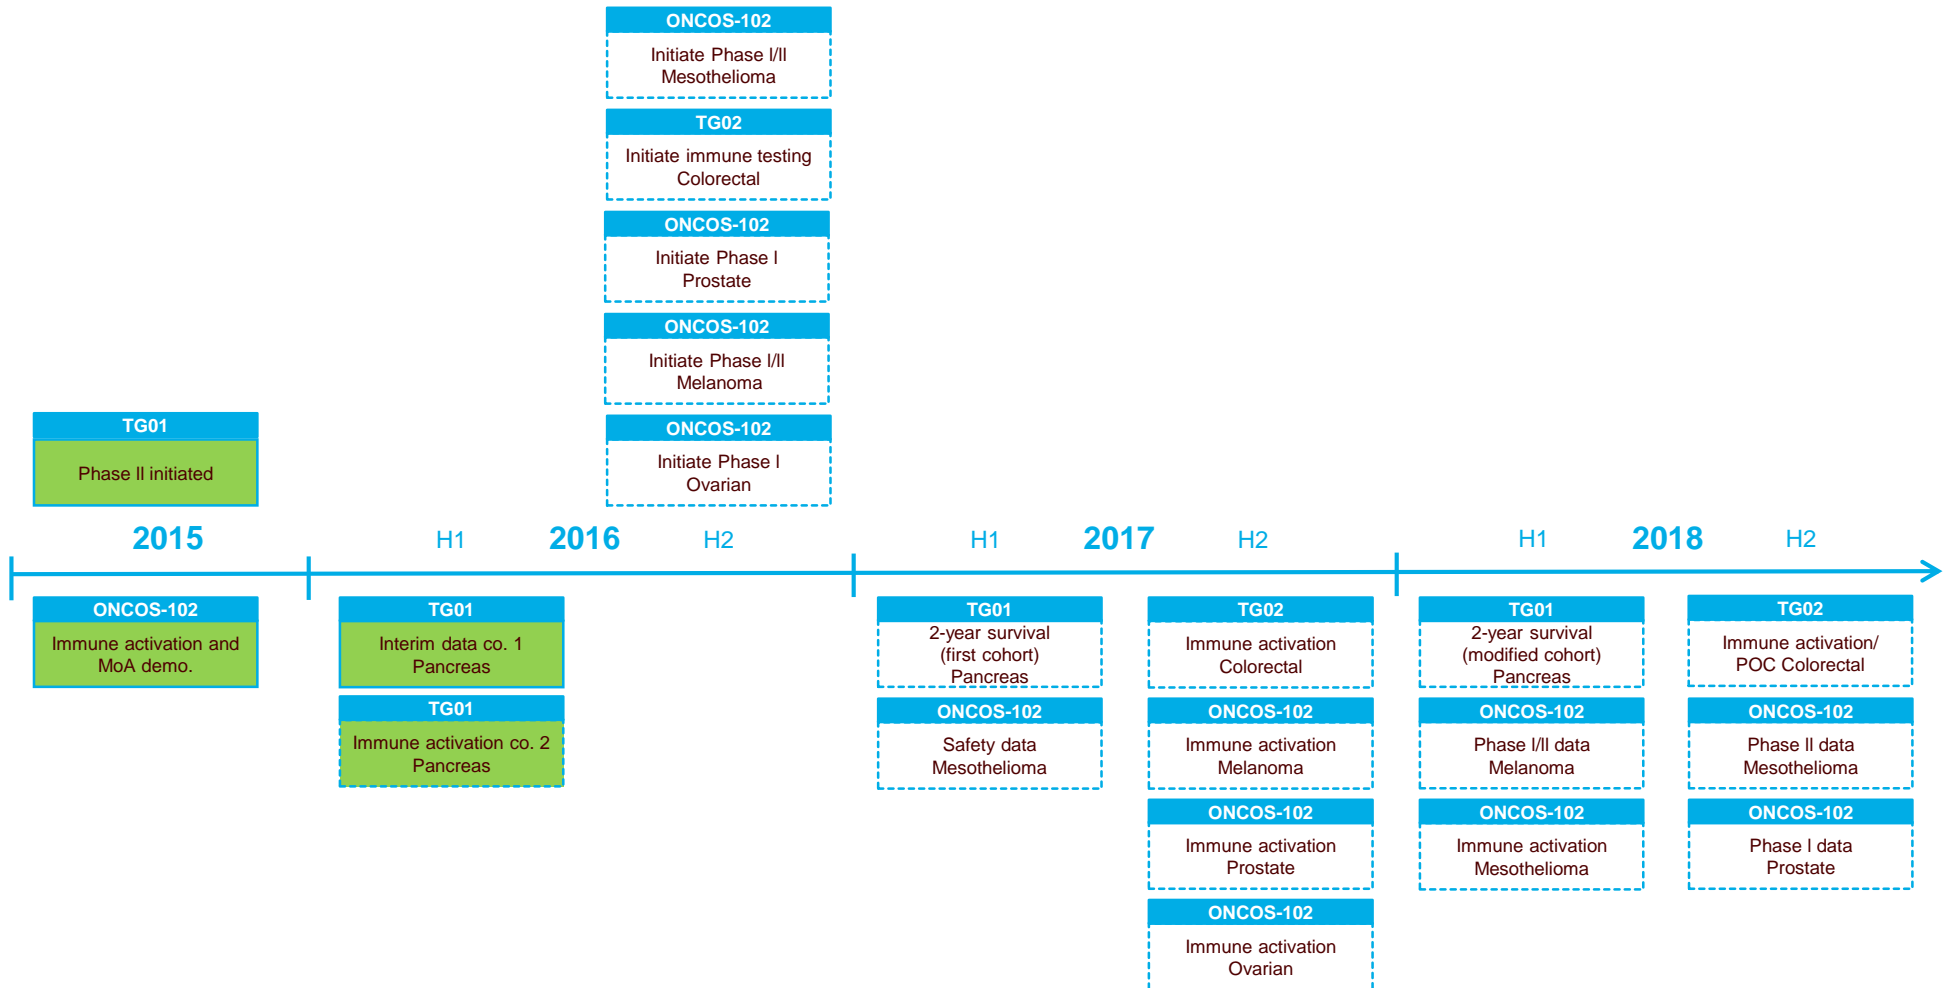 ONCOS-102
Initiate Phase I/II
Mesothelioma
TG02
Initiate immune testing
Colorectal
ONCOS-102
Initiate Phase I
Prostate
ONCOS-102
Initiate Phase I/II
Melanoma
ONCOS-102
Initiate Phase I
Ovarian
TG01
Phase II initiated
2015
H1
2016
H2
H1
2017
H2
H1
2018
H2
ONCOS-102
Immune activation and
MoA demo.
TG01
Interim data co. 1
Pancreas
TG01
Immune activation co. 2
Pancreas
TG01
2-year survival
(first cohort)
Pancreas
ONCOS-102
Safety data
Mesothelioma
TG02
Immune activation
Colorectal
ONCOS-102
Immune activation
Melanoma
ONCOS-102
Immune activation
Prostate
ONCOS-102
Immune activation
Ovarian
TG01
2-year survival
(modified cohort)
Pancreas
ONCOS-102
Phase I/II data
Melanoma
ONCOS-102
Immune activation
Mesothelioma
TG02
Immune activation/
POC Colorectal
ONCOS-102
Phase II data
Mesothelioma
ONCOS-102
Phase I data
Prostate